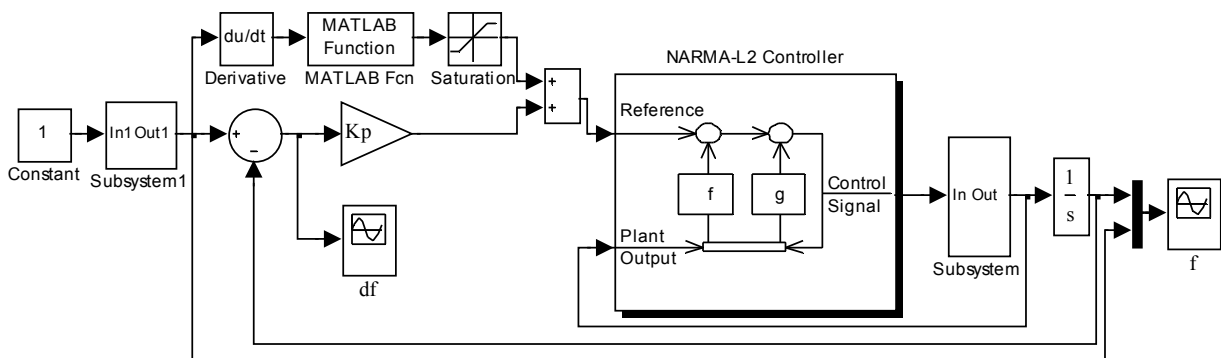 du/dt
Derivative
MATLAB
Function
MATLAB Fcn
Saturation
+
+
NARMA-L2 Controller
Reference
f
g
Control
Signal
Plant
Output
1
Constant
In1 Out1
Subsystem1
+
−
Kp
df
In Out
Subsystem
1
s
f